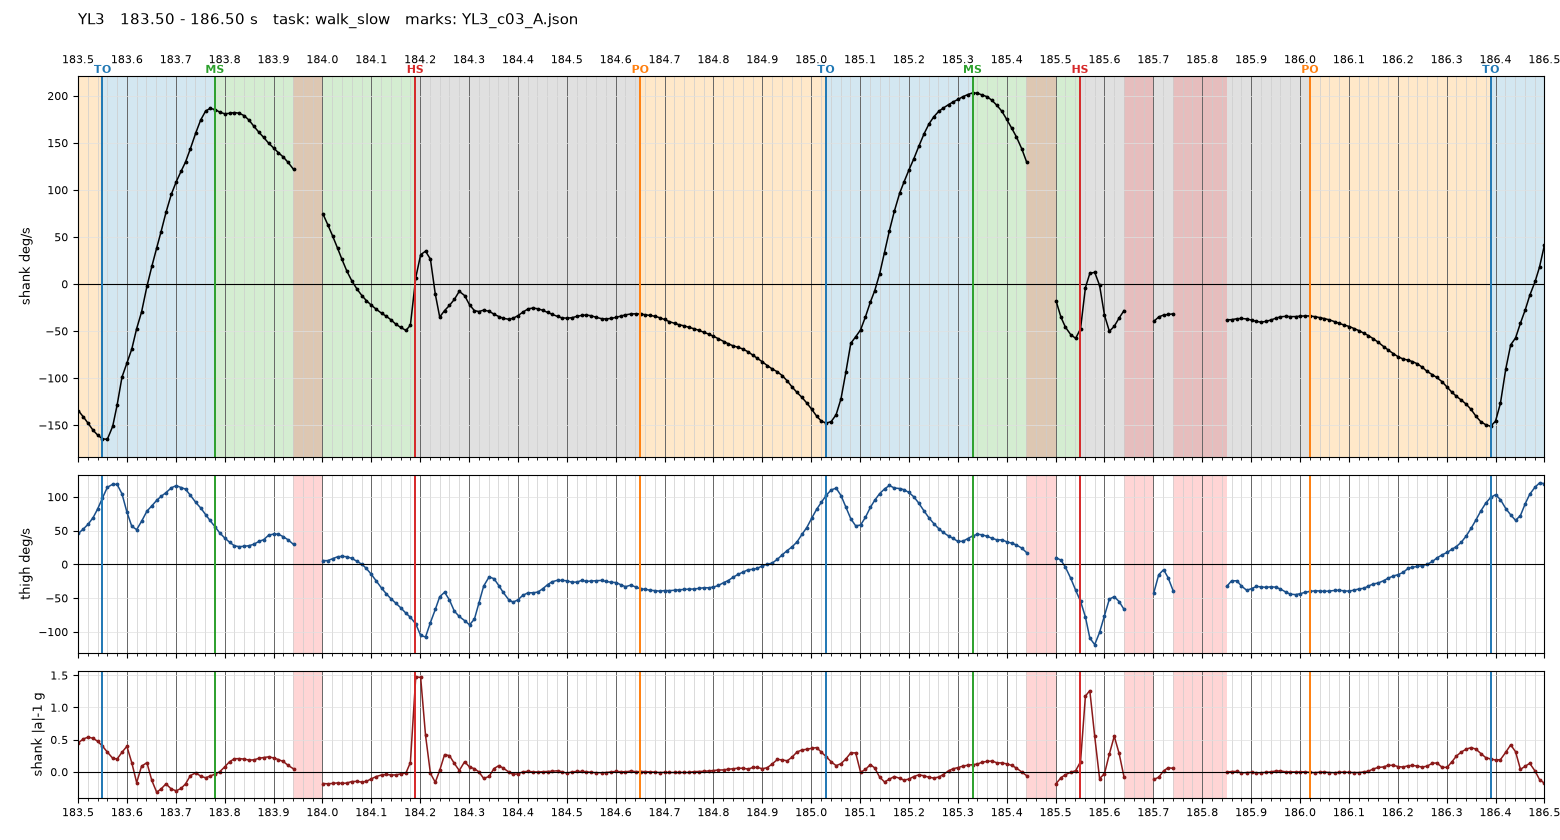 YL3   183.50 - 186.50 s   task: walk_slow   marks: YL3_c03_A.json
183.5 183.6 183.7 183.8 183.9 184.0 184.1 184.2 184.3 184.4 184.5 184.6 184.7 184.8 184.9 185.0 185.1 185.2 185.3 185.4 185.5 185.6 185.7 185.8 185.9 186.0 186.1 186.2 186.3 186.4 186.5
TO MS HS PO TO MS HS PO TO
shank deg/s
200
150
100
50
0
−50
−100
−150
thigh deg/s
100
50
0
−50
−100
shank |a|-1 g
1.5
1.0
0.5
0.0
183.5 183.6 183.7 183.8 183.9 184.0 184.1 184.2 184.3 184.4 184.5 184.6 184.7 184.8 184.9 185.0 185.1 185.2 185.3 185.4 185.5 185.6 185.7 185.8 185.9 186.0 186.1 186.2 186.3 186.4 186.5